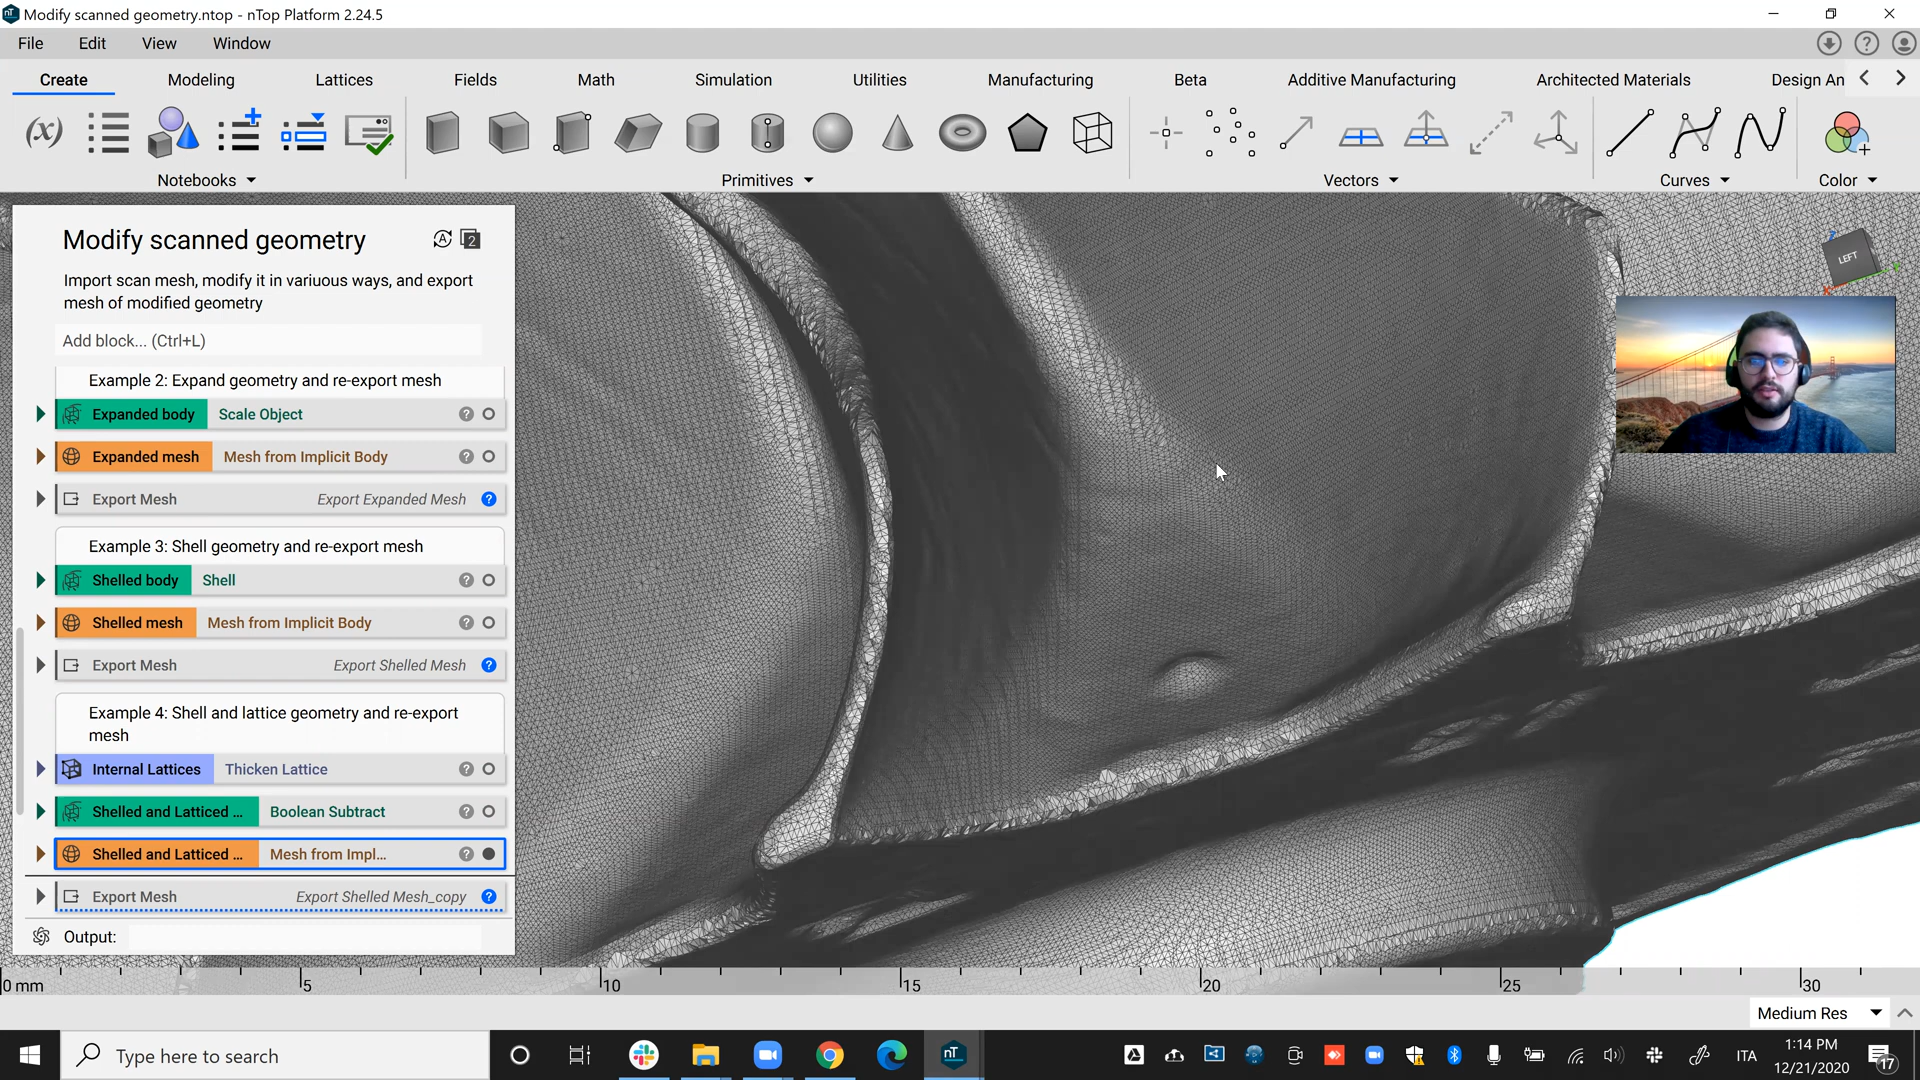 Modify scanned geometry.ntop - nTop Platform 2.24.5
File Edit View Window
Create Modeling Lattices Fields Math Simulation Utilities Manufacturing Beta Additive Manufacturing Architected Materials Design An
(x)
Notebooks Primitives Vectors Curves Color
Modify scanned geometry
A 2
Import scan mesh, modify it in variuous ways, and export
mesh of modified geometry
Add block... (Ctrl+L)
Example 2: Expand geometry and re-export mesh
Expanded body Scale Object ?
Expanded mesh Mesh from Implicit Body ?
Export Mesh Export Expanded Mesh ?
Example 3: Shell geometry and re-export mesh
Shelled body Shell ?
Shelled mesh Mesh from Implicit Body ?
Export Mesh Export Shelled Mesh ?
Example 4: Shell and lattice geometry and re-export
mesh
Internal Lattices Thicken Lattice ?
Shelled and Latticed ... Boolean Subtract ?
Shelled and Latticed ... Mesh from Impl... ?
Export Mesh Export Shelled Mesh_copy ?
Output:
LEFT
0 mm 5 10 15 20 25 30
Medium Res
Type here to search
nT
ITA
1:14 PM
12/21/2020
17